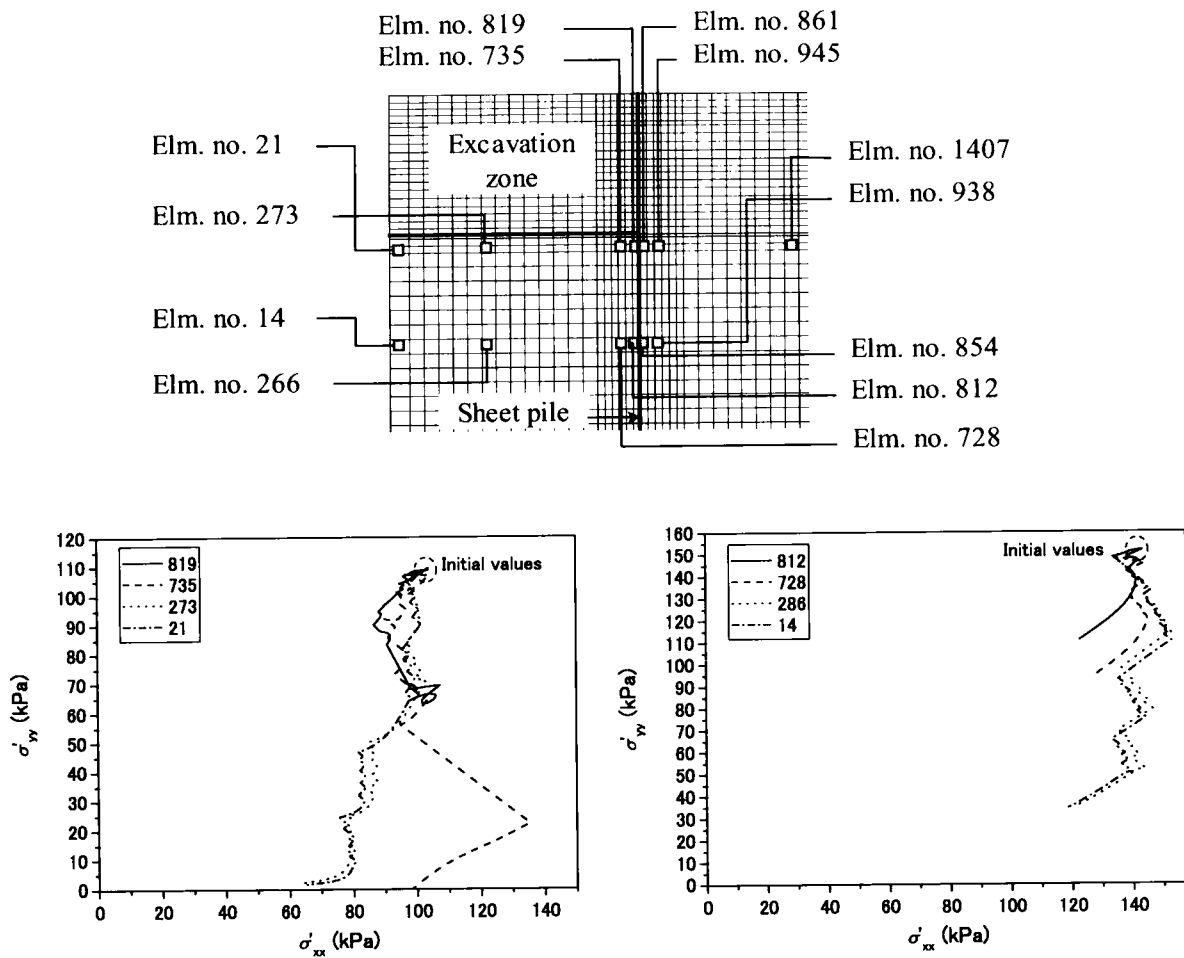 Elm. no. 819
Elm. no. 861
Elm. no. 735
Elm. no. 945
Elm. no. 21
Excavation
zone
Elm. no. 1407
Elm. no. 273
Elm. no. 938
Elm. no. 14
Elm. no. 854
Elm. no. 266
Elm. no. 812
Sheet pile
Elm. no. 728
120
110
100
90
80
70
60
50
40
30
20
10
0
819
735
273
21
Initial values
σ'yy (kPa)
0 20 40 60 80 100 120 140
σ'xx (kPa)
160
150
140
130
120
110
100
90
80
70
60
50
40
30
20
10
0
812
728
286
14
Initial values
σ'yy (kPa)
0 20 40 60 80 100 120 140
σ'xx (kPa)